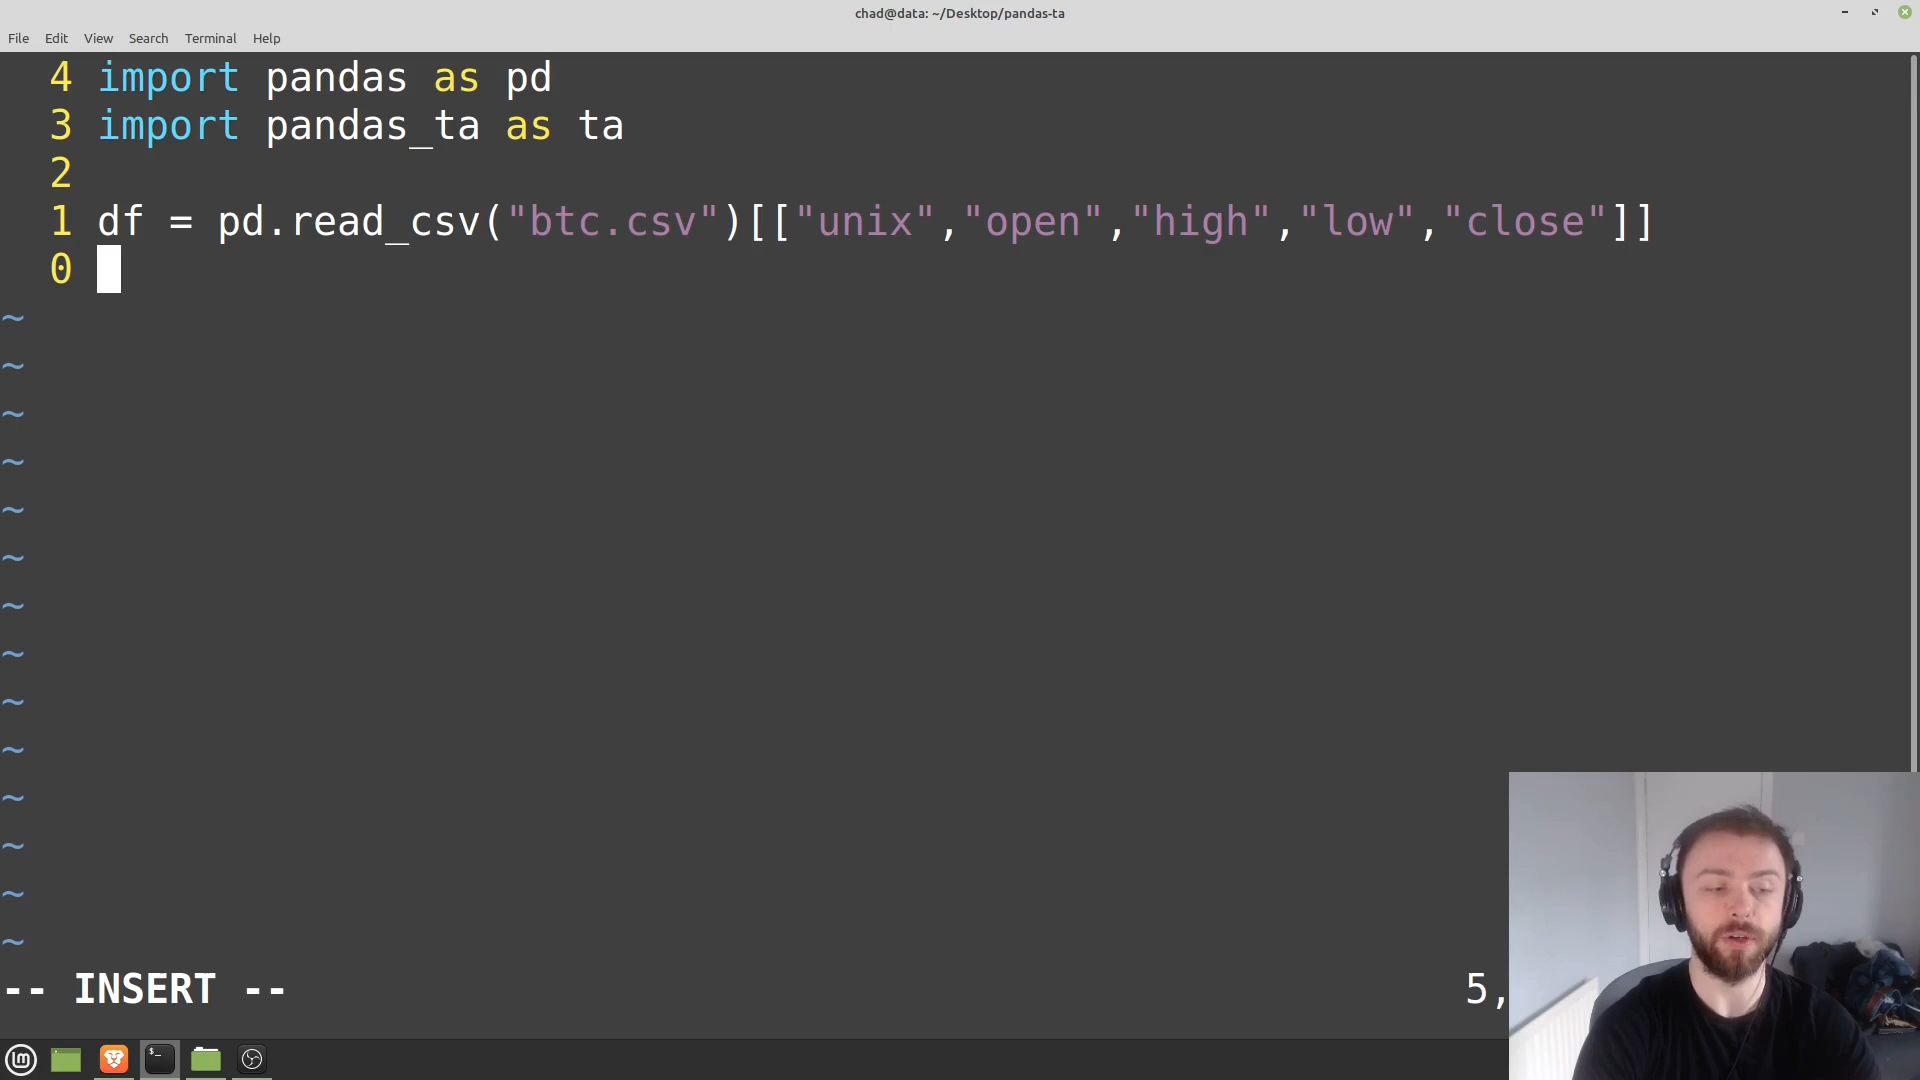 chad@data: ~/Desktop/pandas-ta
File Edit View Search Terminal Help
4 import pandas as pd
3 import pandas_ta as ta
2
1 df = pd.read_csv("btc.csv")[["unix","open","high","low","close"]]
0
~
~
~
~
~
~
~
~
~
~
~
~
~
~
-- INSERT -- 5,